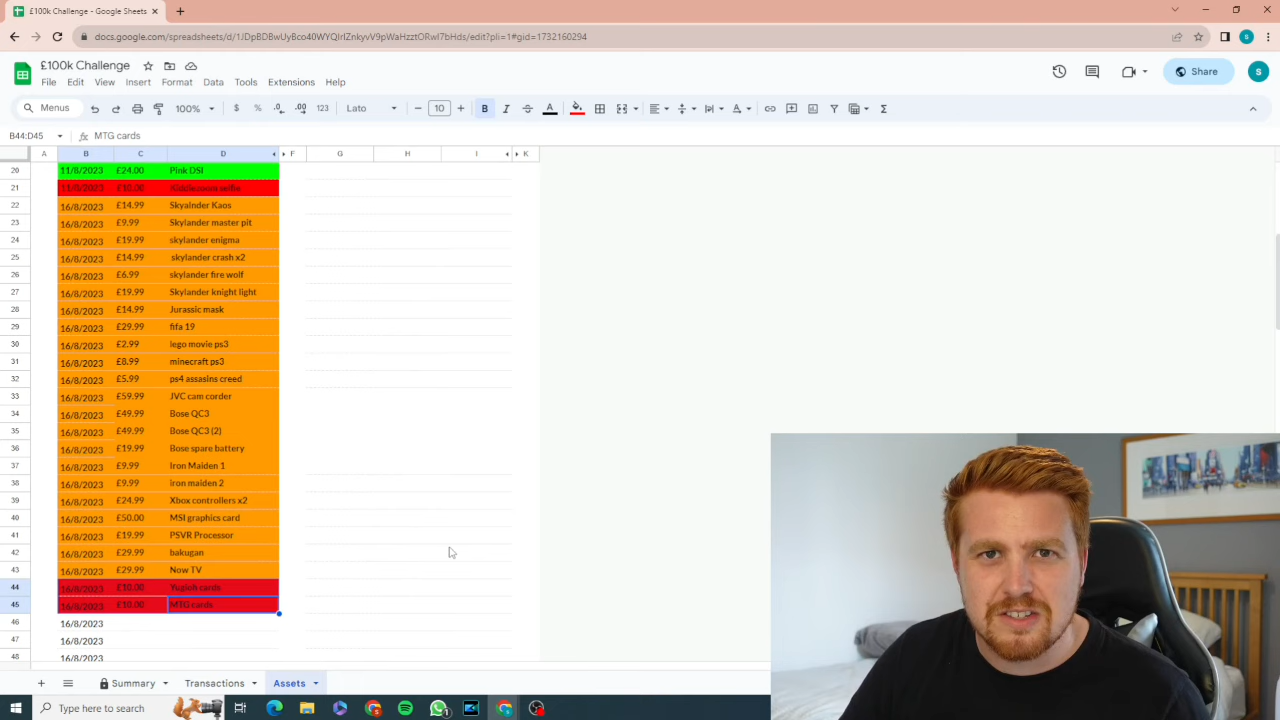 £100k Challenge - Google Sheets
docs.google.com/spreadsheets/d/1JDpBDBwUyBco40WYQIrIZnkyvV9pWaHzztORwI7bHds/edit?pli=1#gid=1732160294
S
£100k Challenge
File Edit View Insert Format Data Tools Extensions Help
Share
S
Menus 100% $ % .0 .00 123 Lato 10 B I A
B44:D45 fx MTG cards
A B C D F G H I K
20 11/8/2023 £24.00 Pink DSi
21 11/8/2023 £10.00 Kiddiezoom selfie
22 16/8/2023 £14.99 Skyalnder Kaos
23 16/8/2023 £9.99 Skylander master pit
24 16/8/2023 £19.99 skylander enigma
25 16/8/2023 £14.99 skylander crash x2
26 16/8/2023 £6.99 skylander fire wolf
27 16/8/2023 £19.99 Skylander knight light
28 16/8/2023 £14.99 Jurassic mask
29 16/8/2023 £29.99 fifa 19
30 16/8/2023 £2.99 lego movie ps3
31 16/8/2023 £8.99 minecraft ps3
32 16/8/2023 £5.99 ps4 assasins creed
33 16/8/2023 £59.99 JVC cam corder
34 16/8/2023 £49.99 Bose QC3
35 16/8/2023 £49.99 Bose QC3 (2)
36 16/8/2023 £19.99 Bose spare battery
37 16/8/2023 £9.99 Iron Maiden 1
38 16/8/2023 £9.99 iron maiden 2
39 16/8/2023 £24.99 Xbox controllers x2
40 16/8/2023 £50.00 MSI graphics card
41 16/8/2023 £19.99 PSVR Processor
42 16/8/2023 £29.99 bakugan
43 16/8/2023 £29.99 Now TV
44 16/8/2023 £10.00 Yugioh cards
45 16/8/2023 £10.00 MTG cards
46 16/8/2023
47 16/8/2023
48 16/8/2023
Summary Transactions Assets
Type here to search
1